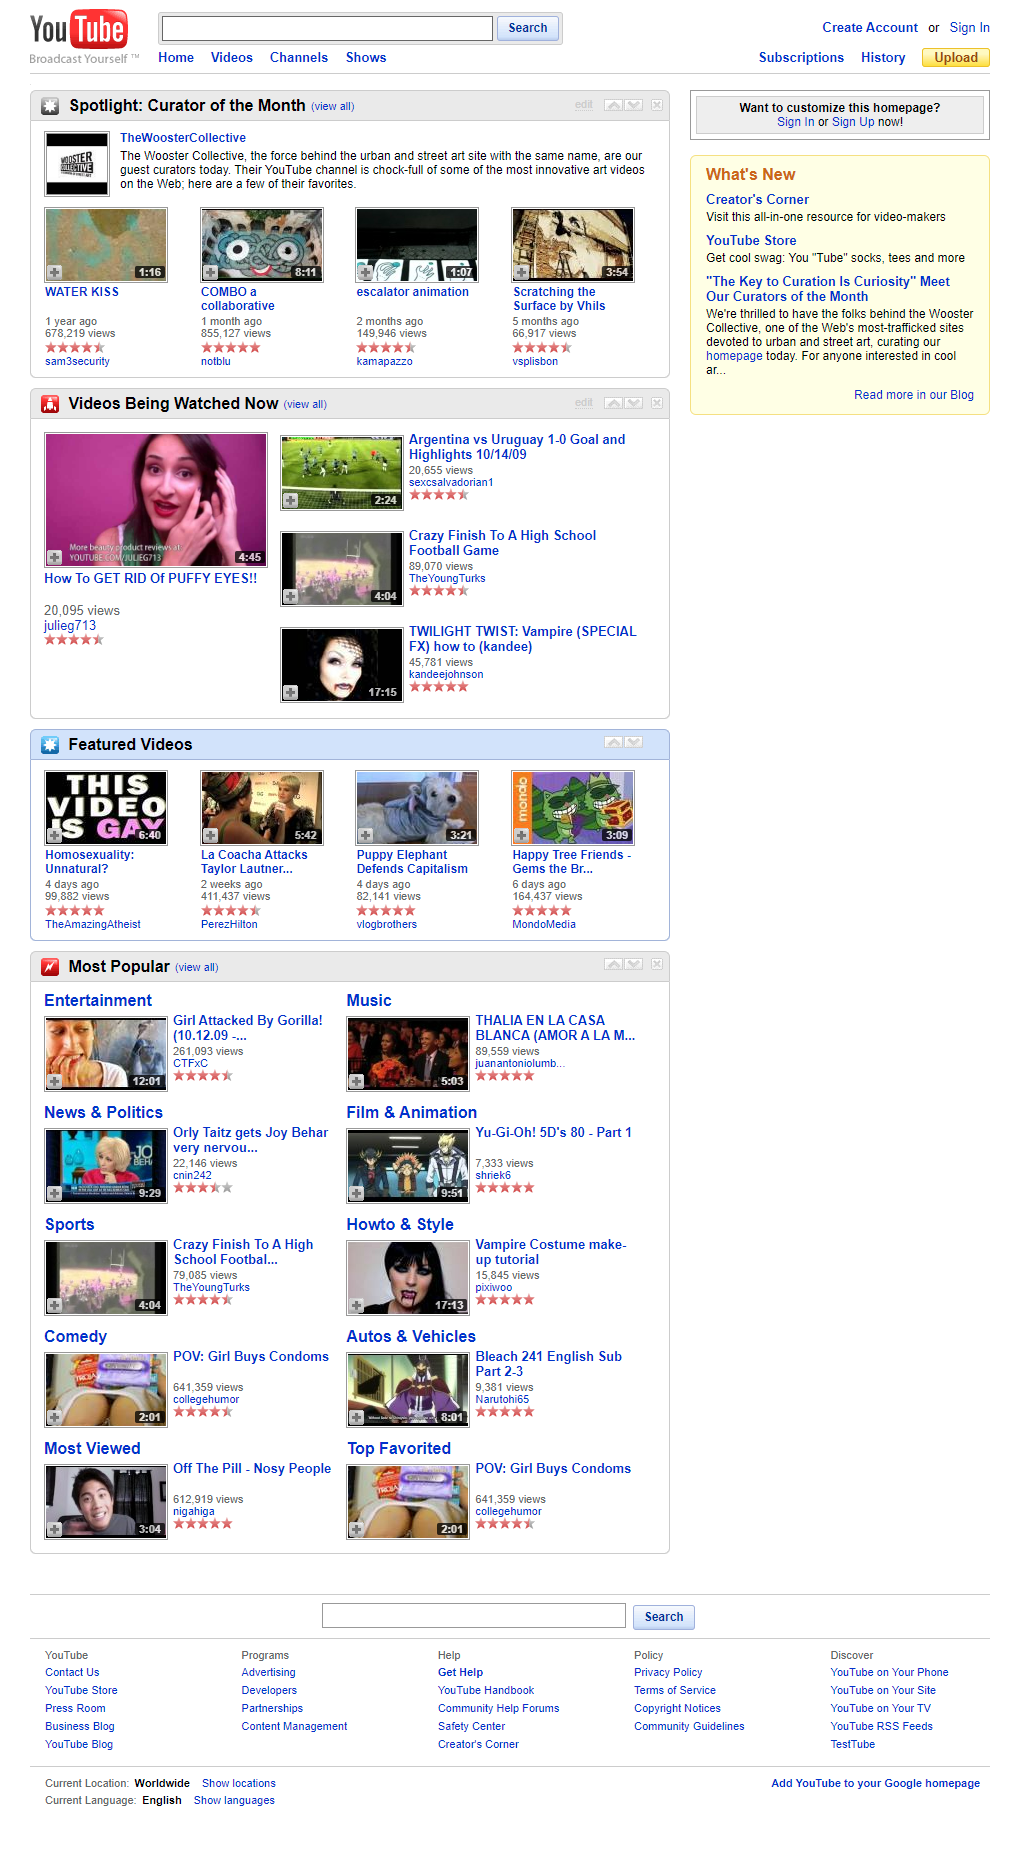 You Tube
Broadcast Yourself ™
Search
Create Account or Sign In
Home Videos Channels Shows
Subscriptions History Upload
Spotlight: Curator of the Month (view all)
edit
TheWoosterCollective
The Wooster Collective, the force behind the urban and street art site with the same name, are our
guest curators today. Their YouTube channel is chock-full of some of the most innovative art videos
on the Web; here are a few of their favorites.
WOOSTER
COLLECTIVE
1:16
WATER KISS
1 year ago
678,219 views
sam3security
8:11
COMBO a
collaborative
1 month ago
855,127 views
notblu
1:07
escalator animation
2 months ago
149,946 views
kamapazzo
3:54
Scratching the
Surface by Vhils
5 months ago
66,917 views
vsplisbon
Want to customize this homepage?
Sign In or Sign Up now!
What's New
Creator's Corner
Visit this all-in-one resource for video-makers
YouTube Store
Get cool swag: You "Tube" socks, tees and more
"The Key to Curation Is Curiosity" Meet
Our Curators of the Month
We're thrilled to have the folks behind the Wooster
Collective, one of the Web's most-trafficked sites
devoted to urban and street art, curating our
homepage today. For anyone interested in cool
ar...
Read more in our Blog
Videos Being Watched Now (view all)
edit
More beauty product reviews at
YOUTUBE.COM/JULIEG713
4:45
How To GET RID Of PUFFY EYES!!
20,095 views
julieg713
2:24
Argentina vs Uruguay 1-0 Goal and
Highlights 10/14/09
20,655 views
sexcsalvadorian1
4:04
Crazy Finish To A High School
Football Game
89,070 views
TheYoungTurks
17:15
TWILIGHT TWIST: Vampire (SPECIAL
FX) how to (kandee)
45,781 views
kandeejohnson
Featured Videos
THIS
VIDEO
IS GAY
6:40
Homosexuality:
Unnatural?
4 days ago
99,882 views
TheAmazingAtheist
5:42
La Coacha Attacks
Taylor Lautner...
2 weeks ago
411,437 views
PerezHilton
3:21
Puppy Elephant
Defends Capitalism
4 days ago
82,141 views
vlogbrothers
mondo
3:09
Happy Tree Friends -
Gems the Br...
6 days ago
164,437 views
MondoMedia
Most Popular (view all)
Entertainment
12:01
Girl Attacked By Gorilla!
(10.12.09 -...
261,093 views
CTFxC
Music
5:03
THALIA EN LA CASA
BLANCA (AMOR A LA M...
89,559 views
juanantoniolumb...
News & Politics
JO
BEHA
9:29
Orly Taitz gets Joy Behar
very nervou...
22,146 views
cnin242
Film & Animation
9:51
Yu-Gi-Oh! 5D's 80 - Part 1
7,333 views
shriek6
Sports
4:04
Crazy Finish To A High
School Footbal...
79,085 views
TheYoungTurks
Howto & Style
17:13
Vampire Costume make-
up tutorial
15,845 views
pixiwoo
Comedy
TROJAN
2:01
POV: Girl Buys Condoms
641,359 views
collegehumor
Autos & Vehicles
8:01
Bleach 241 English Sub
Part 2-3
9,381 views
Narutohi65
Most Viewed
3:04
Off The Pill - Nosy People
612,919 views
nigahiga
Top Favorited
TROJAN
2:01
POV: Girl Buys Condoms
641,359 views
collegehumor
Search
YouTube
Contact Us
YouTube Store
Press Room
Business Blog
YouTube Blog
Programs
Advertising
Developers
Partnerships
Content Management
Help
Get Help
YouTube Handbook
Community Help Forums
Safety Center
Creator's Corner
Policy
Privacy Policy
Terms of Service
Copyright Notices
Community Guidelines
Discover
YouTube on Your Phone
YouTube on Your Site
YouTube on Your TV
YouTube RSS Feeds
TestTube
Current Location: Worldwide Show locations
Add YouTube to your Google homepage
Current Language: English Show languages